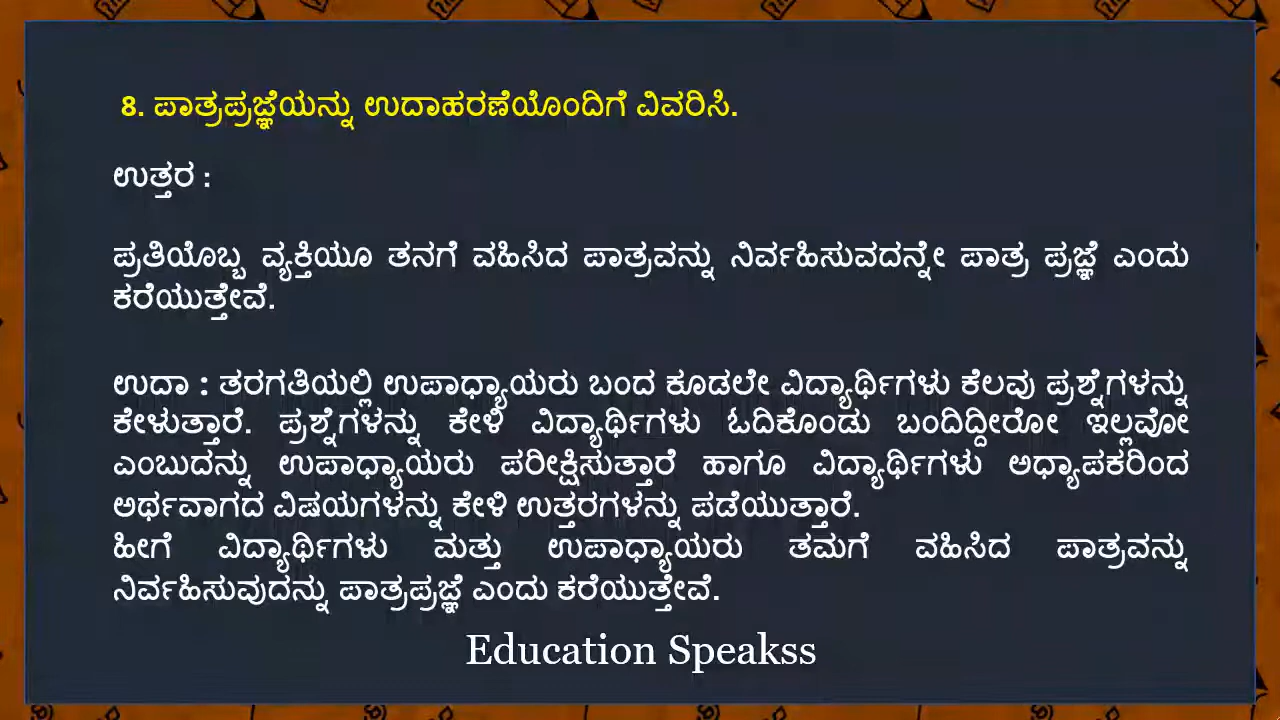 8. ಪಾತ್ರಪ್ರಜ್ಞೆಯನ್ನು ಉದಾಹರಣೆಯೊಂದಿಗೆ ವಿವರಿಸಿ.
ಉತ್ತರ :
ಪ್ರತಿಯೊಬ್ಬ ವ್ಯಕ್ತಿಯೂ ತನಗೆ ವಹಿಸಿದ ಪಾತ್ರವನ್ನು ನಿರ್ವಹಿಸುವದನ್ನೇ ಪಾತ್ರ ಪ್ರಜ್ಞೆ ಎಂದು
ಕರೆಯುತ್ತೇವೆ.
ಉದಾ : ತರಗತಿಯಲ್ಲಿ ಉಪಾಧ್ಯಾಯರು ಬಂದ ಕೂಡಲೇ ವಿದ್ಯಾರ್ಥಿಗಳು ಕೆಲವು ಪ್ರಶ್ನೆಗಳನ್ನು
ಕೇಳುತ್ತಾರೆ. ಪ್ರಶ್ನೆಗಳನ್ನು ಕೇಳಿ ವಿದ್ಯಾರ್ಥಿಗಳು ಓದಿಕೊಂಡು ಬಂದಿದ್ದೀರೋ ಇಲ್ಲವೋ
ಎಂಬುದನ್ನು ಉಪಾಧ್ಯಾಯರು ಪರೀಕ್ಷಿಸುತ್ತಾರೆ ಹಾಗೂ ವಿದ್ಯಾರ್ಥಿಗಳು ಅಧ್ಯಾಪಕರಿಂದ
ಅರ್ಥವಾಗದ ವಿಷಯಗಳನ್ನು ಕೇಳಿ ಉತ್ತರಗಳನ್ನು ಪಡೆಯುತ್ತಾರೆ.
ಹೀಗೆ ವಿದ್ಯಾರ್ಥಿಗಳು ಮತ್ತು ಉಪಾಧ್ಯಾಯರು ತಮಗೆ ವಹಿಸಿದ ಪಾತ್ರವನ್ನು
ನಿರ್ವಹಿಸುವುದನ್ನು ಪಾತ್ರಪ್ರಜ್ಞೆ ಎಂದು ಕರೆಯುತ್ತೇವೆ.
Education Speakss